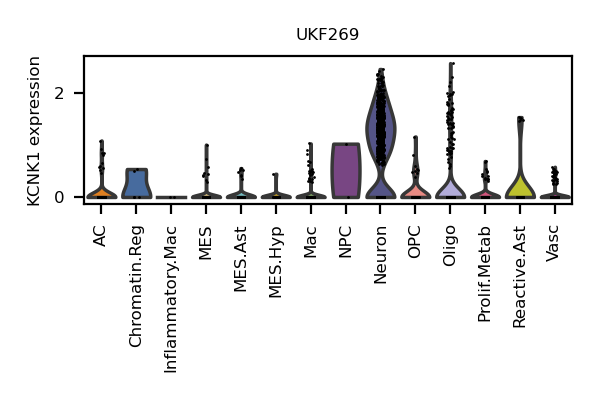 UKF269
KCNK1 expression
2
0
AC
Chromatin.Reg
Inflammatory.Mac
MES
MES.Ast
MES.Hyp
Mac
NPC
Neuron
OPC
Oligo
Prolif.Metab
Reactive.Ast
Vasc